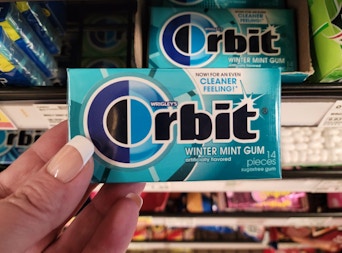 Orbit
CLEANER
FEELING!
WINTER MINT GUM
NOW! FOR AN EVEN
CLEANER
FEELING!*
WRIGLEY'S
Orbit
WINTER MINT GUM
artificially flavored
14
pieces
sugarfree gum